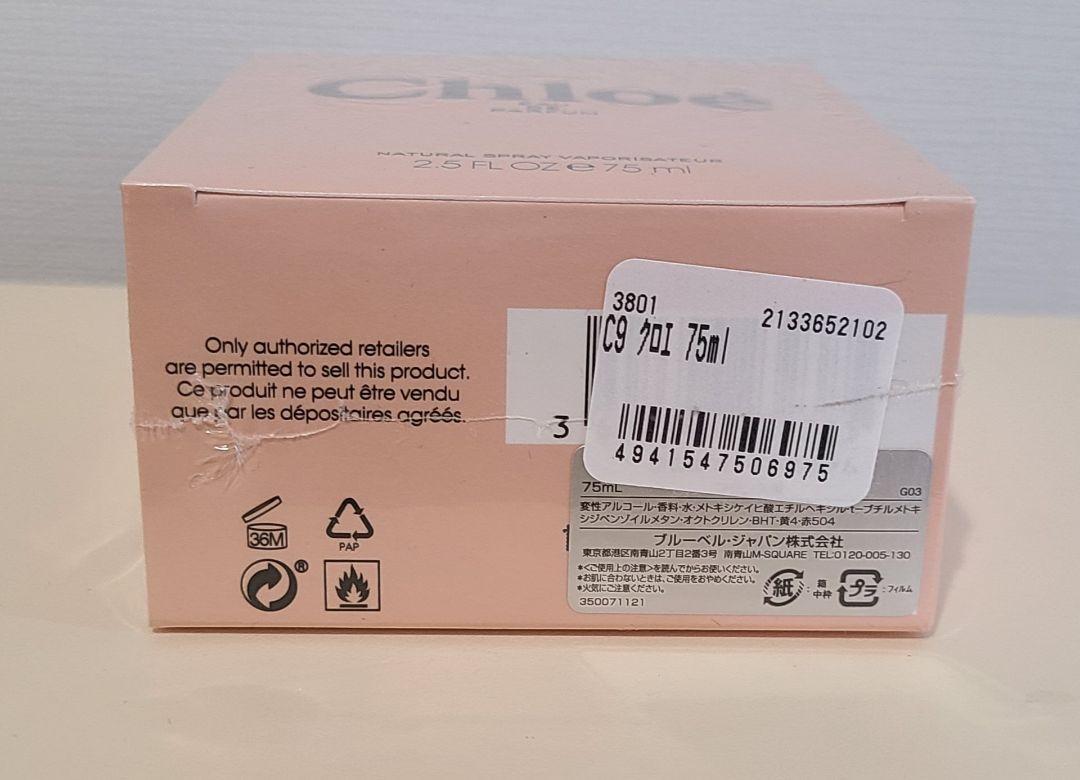 Chloé
EAU DE
PARFUM
NATURAL SPRAY VAPORISATEUR
2.5 FL OZ e 75 ml
Only authorized retailers
are permitted to sell this product.
Ce produit ne peut être vendu
que par les dépositaires agréés.
3801
2133652102
C9 クロエ 75ml
4941547506975
3
75mL
G03
変性アルコール・香料・水・メトキシケイヒ酸エチルヘキシル・t-ブチルメトキ
シジベンゾイルメタン・オクトクリレン・BHT・黄4・赤504
ブルーベル・ジャパン株式会社
東京都港区南青山2丁目2番3号 南青山M-SQUARE TEL:0120-005-130
*<ご使用上の注意>を読んでからお使いください。
*お肌に合わないときは、ご使用をおやめください。
*火気にご注意ください。
350071121
紙 : 箱 中枠
プラ : フィルム
36M
PAP
®